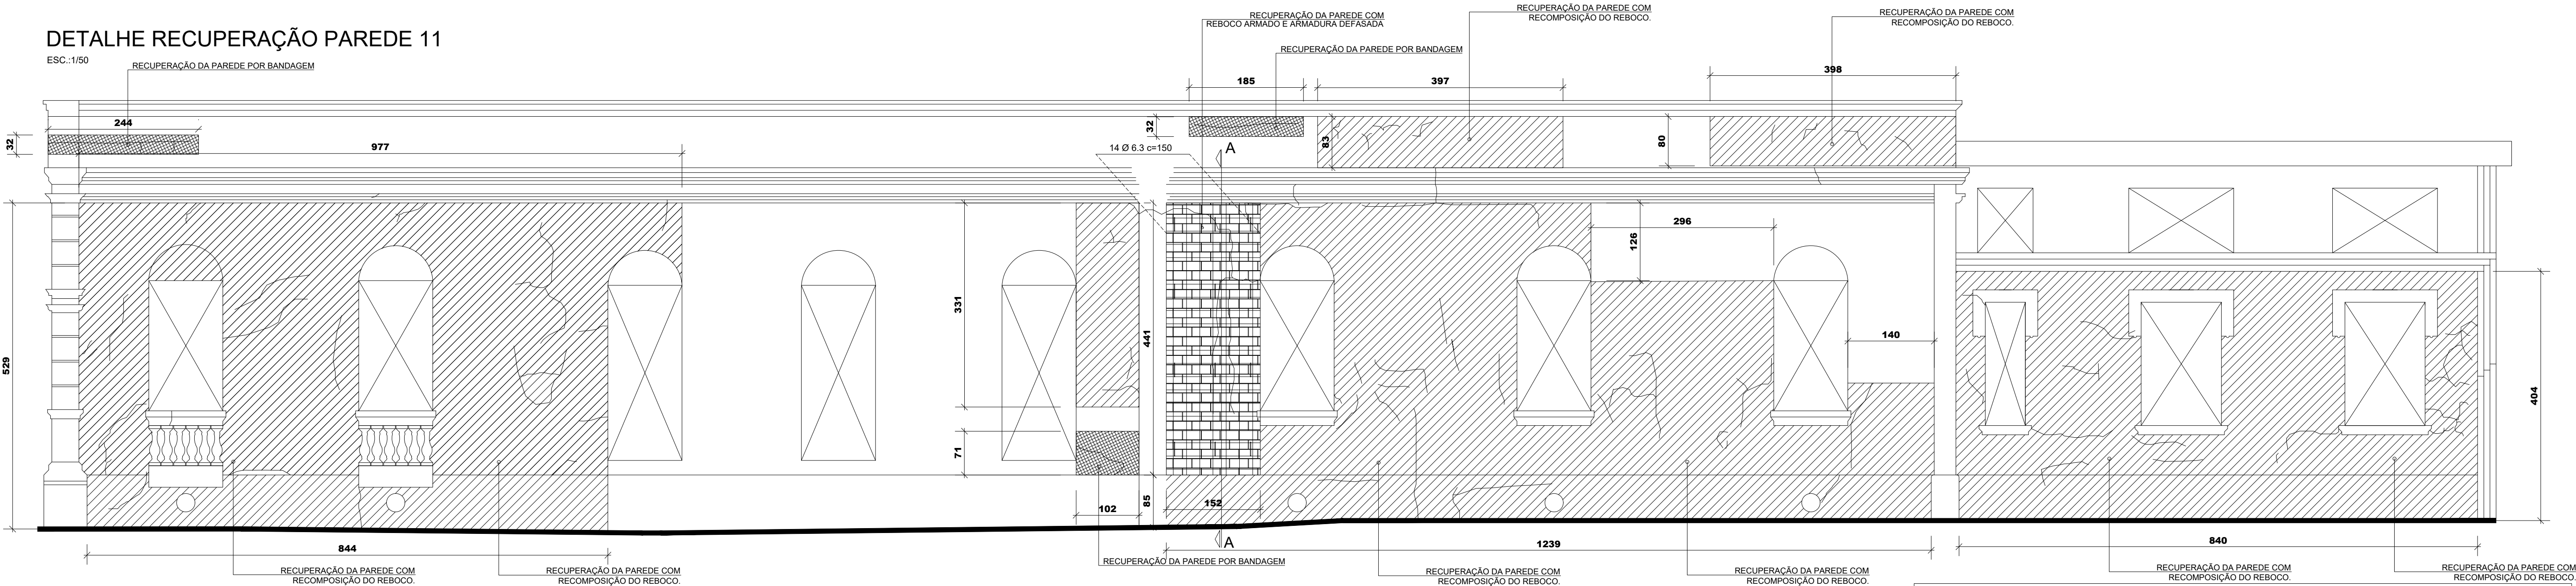 DETALHE RECUPERAÇÃO PAREDE 11
ESC.:1/50
RECUPERAÇÃO DA PAREDE POR BANDAGEM
RECUPERAÇÃO DA PAREDE COM
REBOCO ARMADO E ARMADURA DEFASADA
RECUPERAÇÃO DA PAREDE POR BANDAGEM
RECUPERAÇÃO DA PAREDE COM
RECOMPOSIÇÃO DO REBOCO.
RECUPERAÇÃO DA PAREDE COM
RECOMPOSIÇÃO DO REBOCO.
185
397
398
244
32
977
32
14 Ø 6.3 c=150
A
83
80
529
331
441
126
296
140
404
71
85
102
152
A
844
1239
840
RECUPERAÇÃO DA PAREDE POR BANDAGEM
RECUPERAÇÃO DA PAREDE COM
RECOMPOSIÇÃO DO REBOCO.
RECUPERAÇÃO DA PAREDE COM
RECOMPOSIÇÃO DO REBOCO.
RECUPERAÇÃO DA PAREDE COM
RECOMPOSIÇÃO DO REBOCO.
RECUPERAÇÃO DA PAREDE COM
RECOMPOSIÇÃO DO REBOCO.
RECUPERAÇÃO DA PAREDE COM
RECOMPOSIÇÃO DO REBOCO.
RECUPERAÇÃO DA PAREDE COM
RECOMPOSIÇÃO DO REBOC